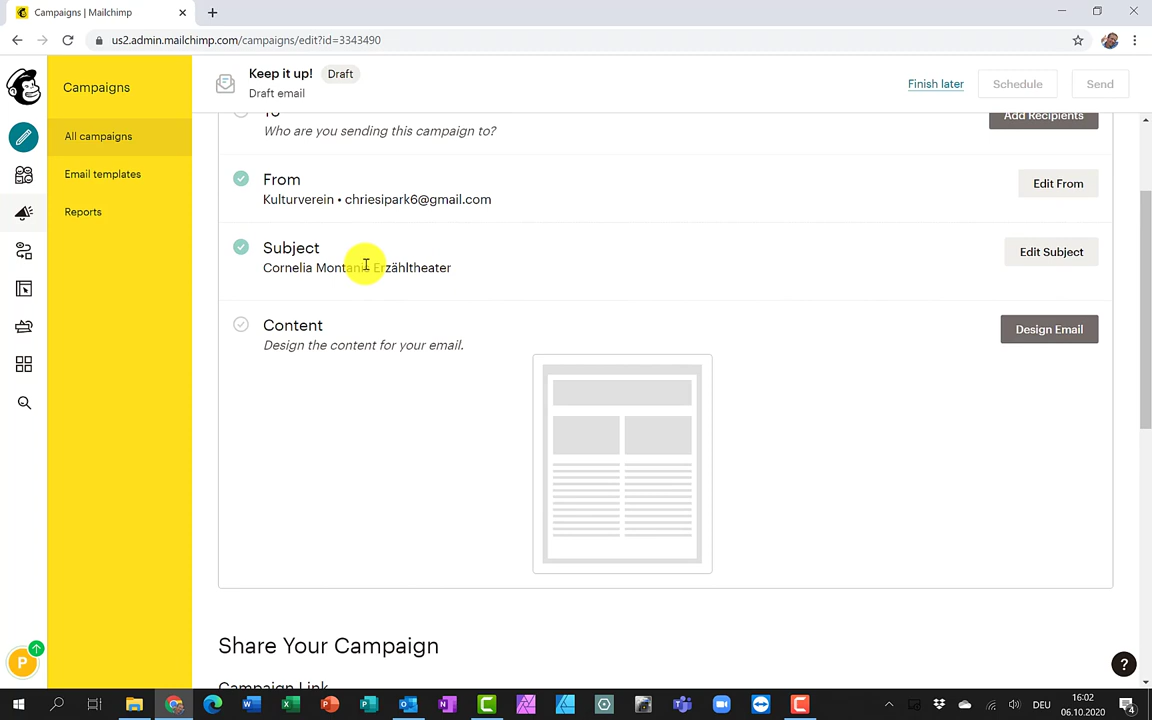 Campaigns | Mailchimp
us2.admin.mailchimp.com/campaigns/edit?id=3343490
Campaigns
All campaigns
Email templates
Reports
Keep it up!
Draft
Draft email
Finish later
Schedule
Send
To
Who are you sending this campaign to?
Add Recipients
From
Kulturverein • chriesipark6@gmail.com
Edit From
Subject
Cornelia Montanis Erzähltheater
Edit Subject
Content
Design the content for your email.
Design Email
Share Your Campaign
Campaign Link
P
?
DEU
16:02
06.10.2020
4